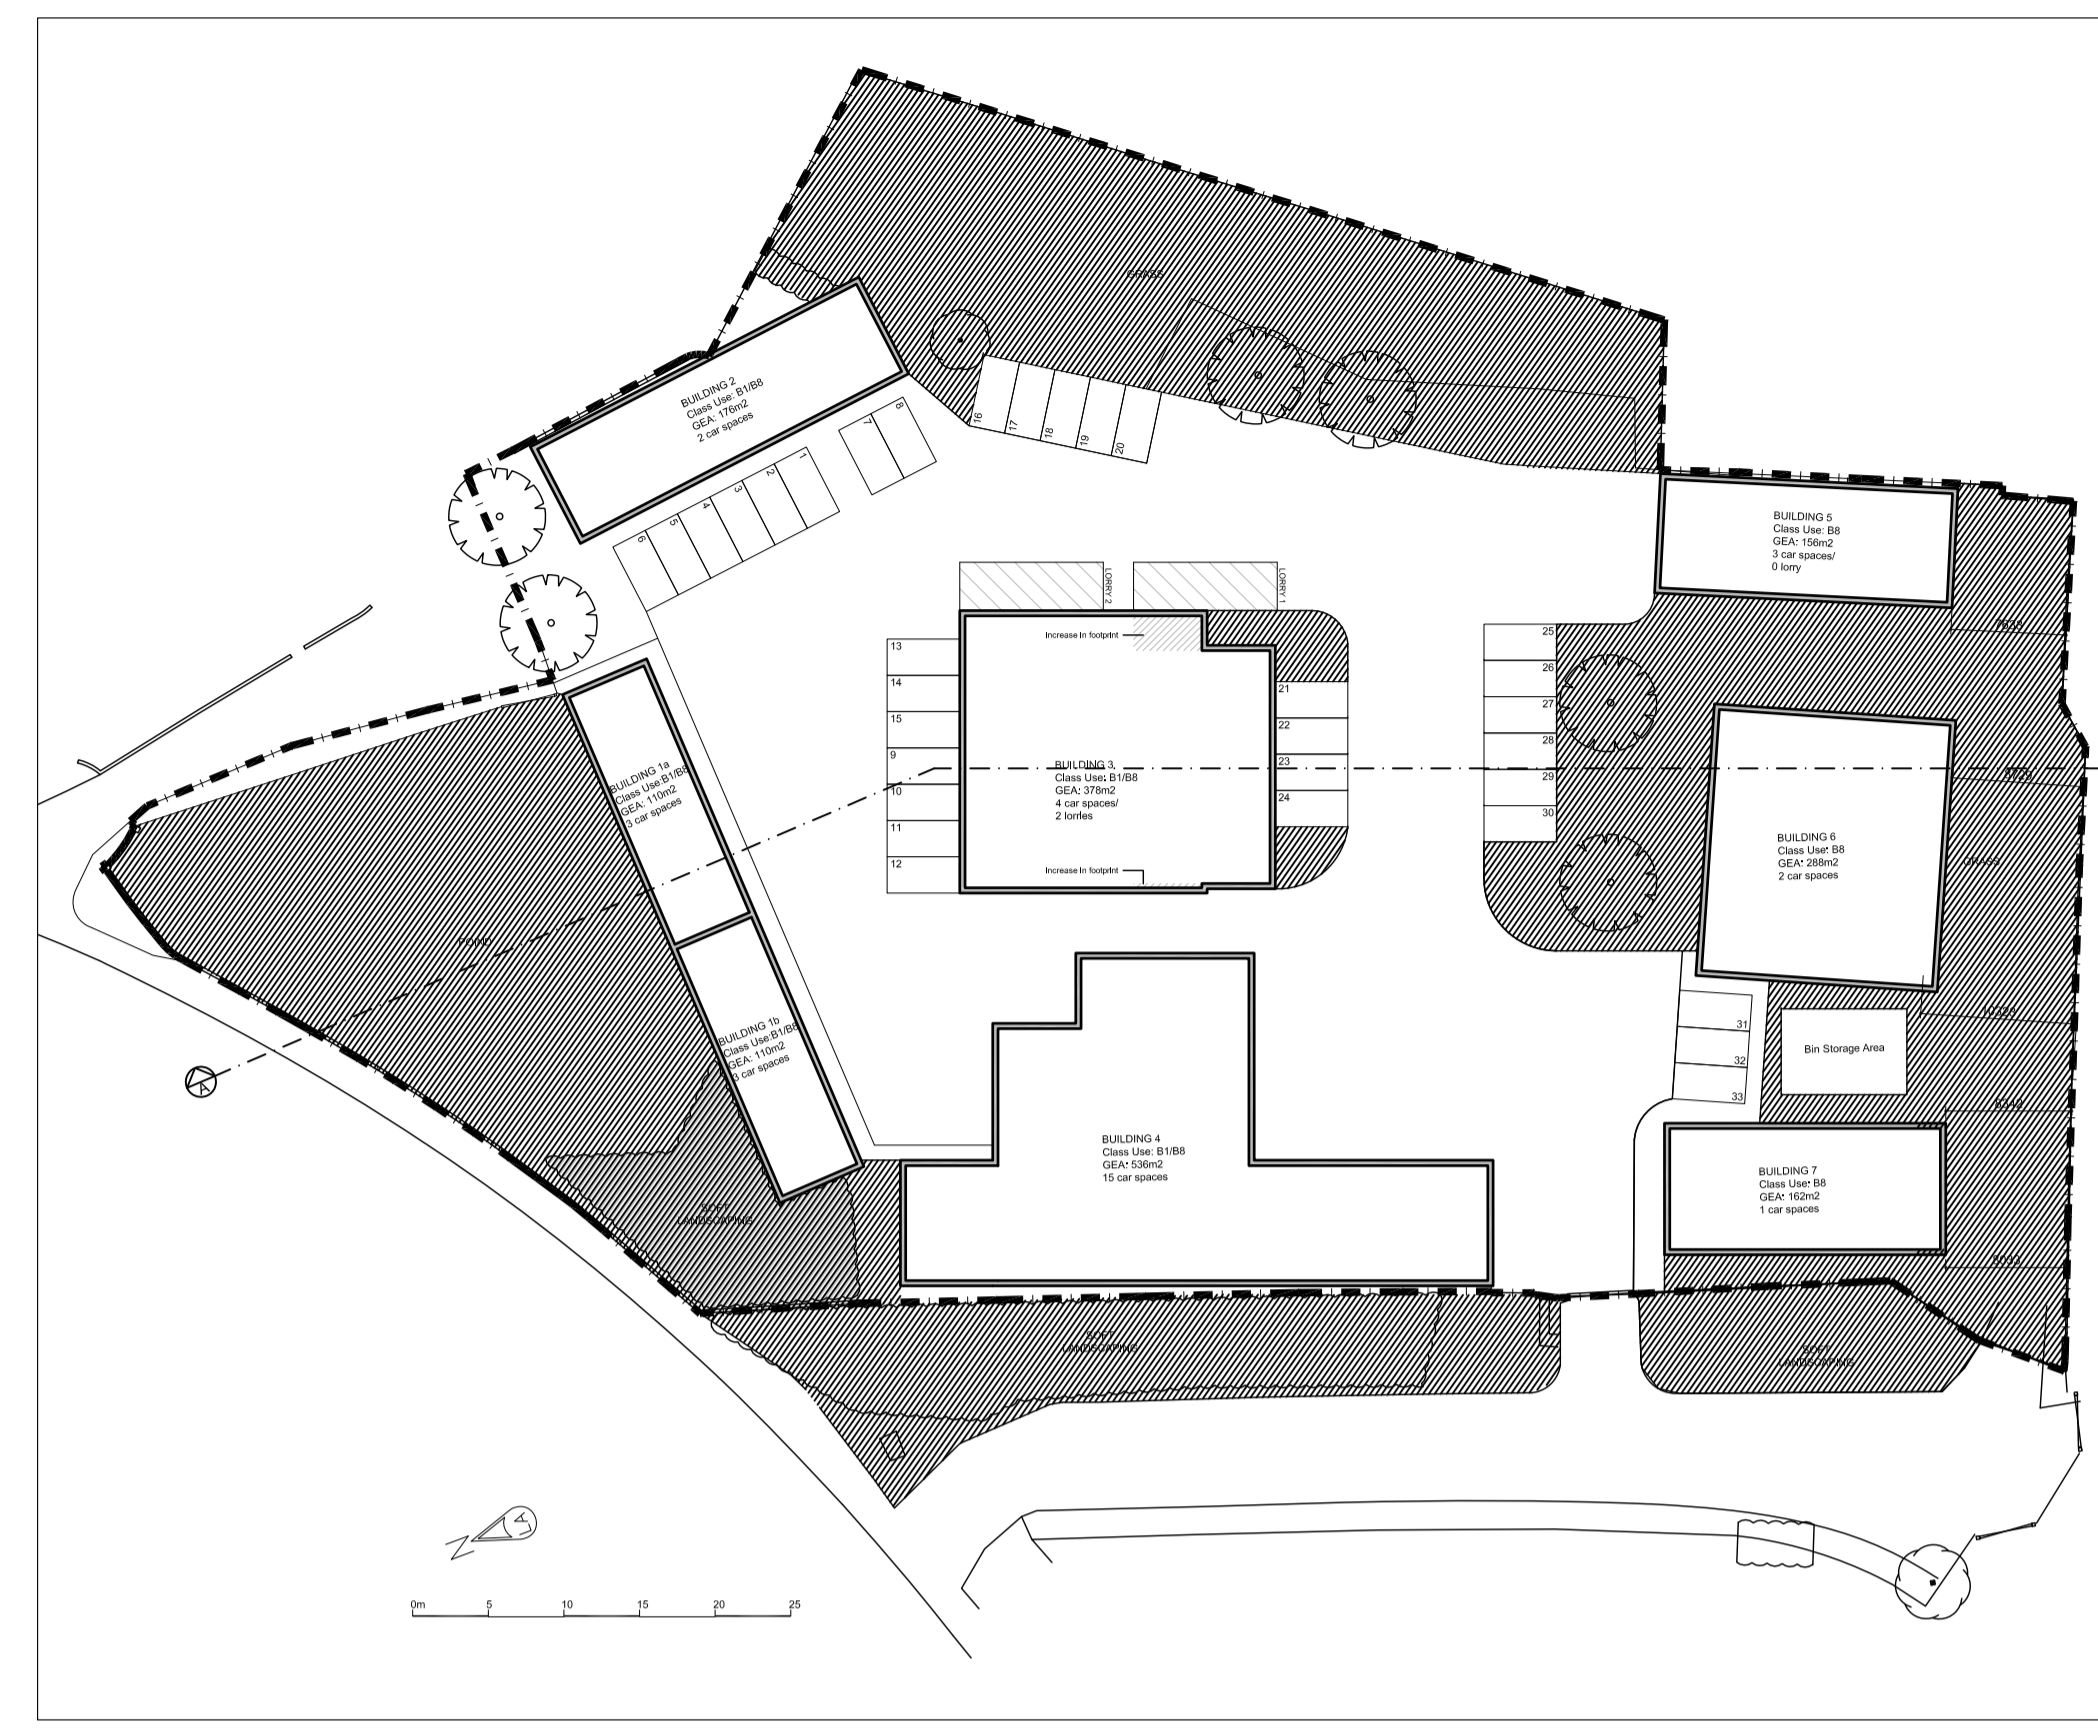 GRASS
BUILDING 2
Class Use: B1/B8
GEA: 176m2
2 car spaces
8
7
1
2
3
4
5
6
16
17
18
19
20
BUILDING 5
Class Use: B8
GEA: 156m2
3 car spaces/
0 lorry
7633
LORRY 2
LORRY 1
Increase In footprint
13
14
15
9
10
11
12
21
22
23
24
25
26
27
28
29
30
BUILDING 3
Class Use: B1/B8
GEA: 378m2
4 car spaces/
2 lorries
Increase In footprint
BUILDING 1a
Class Use:B1/B8
GEA: 110m2
3 car spaces
BUILDING 6
Class Use: B8
GEA: 288m2
2 car spaces
GRASS
8729
POND
BUILDING 1b
Class Use:B1/B8
GEA: 110m2
3 car spaces
A
10323
31
32
33
Bin Storage Area
8342
BUILDING 4
Class Use: B1/B8
GEA: 536m2
15 car spaces
BUILDING 7
Class Use: B8
GEA: 162m2
1 car spaces
SOFT
LANDSCAPING
8033
SOFT
LANDSCAPING
SOFT
LANDSCAPING
N
0m 5 10 15 20 25